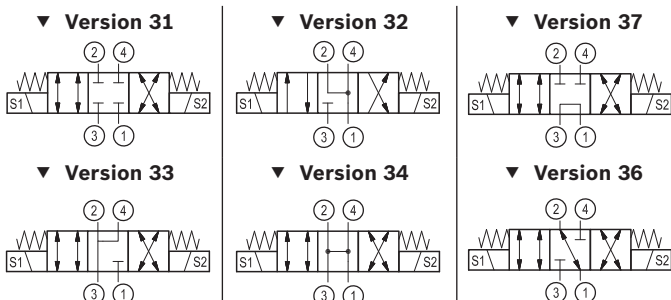 ▼ Version 31 ▼ Version 32 ▼ Version 37
2 4 2 4 2 4
S1 S2 S1 S2 S1 S2
3 1 3 1 3 1
▼ Version 33 ▼ Version 34 ▼ Version 36
2 4 2 4 2 4
S1 S2 S1 S2 S1 S2
3 1 3 1 3 1